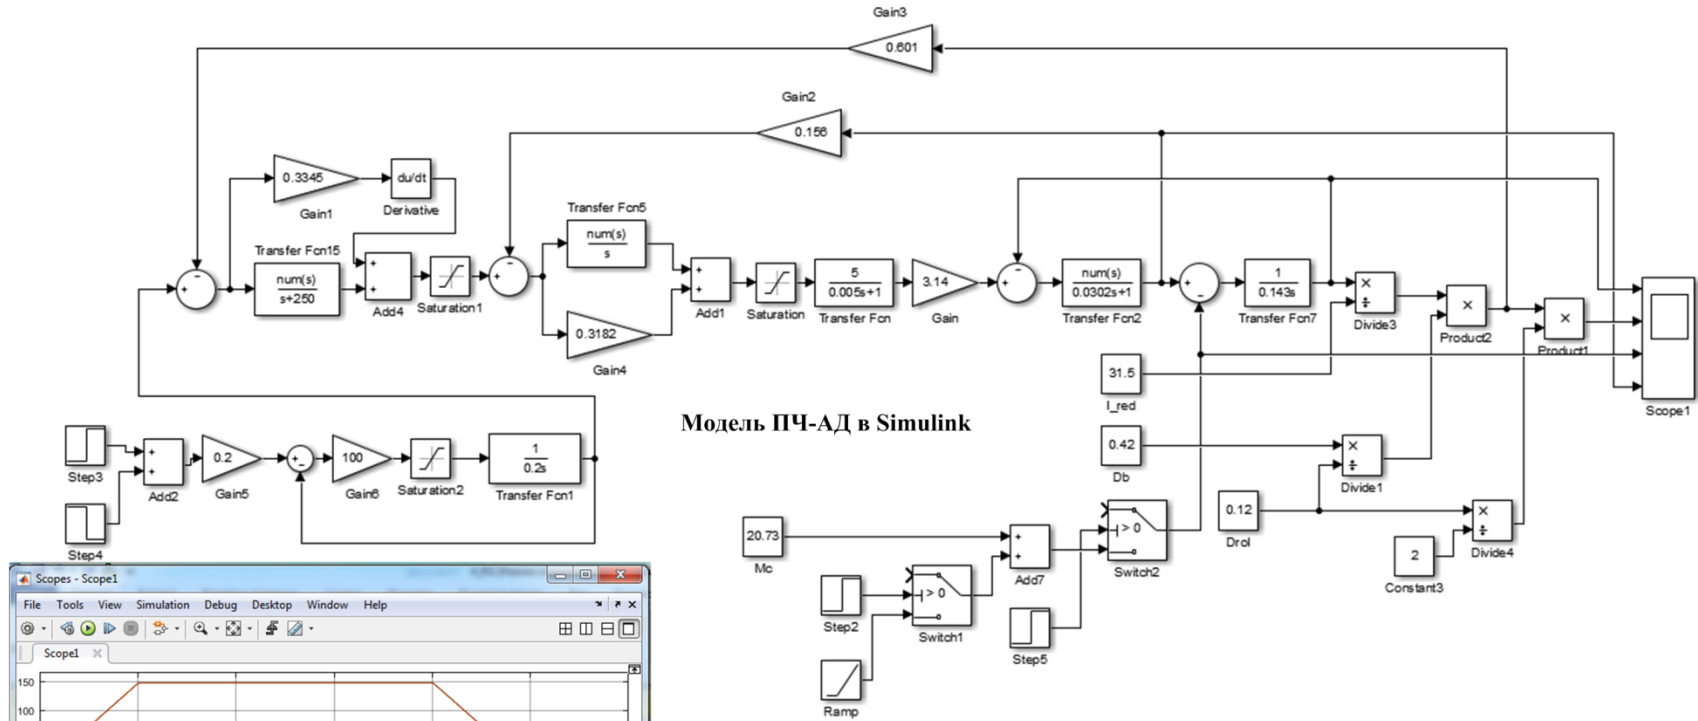 Gain3
0.601
Gain2
0.156
0.3345
Gain1
du/dt
Derivative
Transfer Fcn15
num(s)
s+250
Add4
Saturation1
Transfer Fcn5
num(s)
s
0.3182
Gain4
Add1
Saturation
5
0.005s+1
Transfer Fcn
3.14
Gain
num(s)
0.0302s+1
Transfer Fcn2
1
0.143s
Transfer Fcn7
Divide3
Product2
Product1
Scope1
31.5
I_red
Модель ПЧ-АД в Simulink
0.42
Db
Divide1
0.12
Drol
2
Constant3
Divide4
Step3
Step4
Add2
0.2
Gain5
100
Gain6
Saturation2
1
0.2s
Transfer Fcn1
20.73
Mc
Step2
Ramp
> 0
Switch1
Add7
Step5
> 0
Switch2
Scopes - Scope1
File Tools View Simulation Debug Desktop Window Help
Scope1
150
100